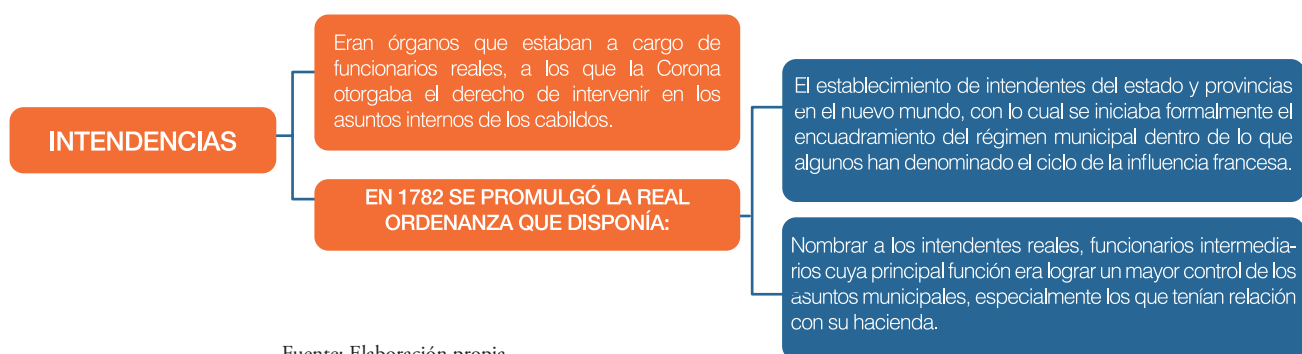 INTENDENCIAS
Eran órganos que estaban a cargo de
funcionarios reales, a los que la Corona
otorgaba el derecho de intervenir en los
asuntos internos de los cabildos.
EN 1782 SE PROMULGÓ LA REAL
ORDENANZA QUE DISPONÍA:
El establecimiento de intendentes del estado y provincias
en el nuevo mundo, con lo cual se iniciaba formalmente el
encuadramiento del régimen municipal dentro de lo que
algunos han denominado el ciclo de la influencia francesa.
Nombrar a los intendentes reales, funcionarios intermedia-
rios cuya principal función era lograr un mayor control de los
asuntos municipales, especialmente los que tenían relación
con su hacienda.
Fuente: Elaboración propia